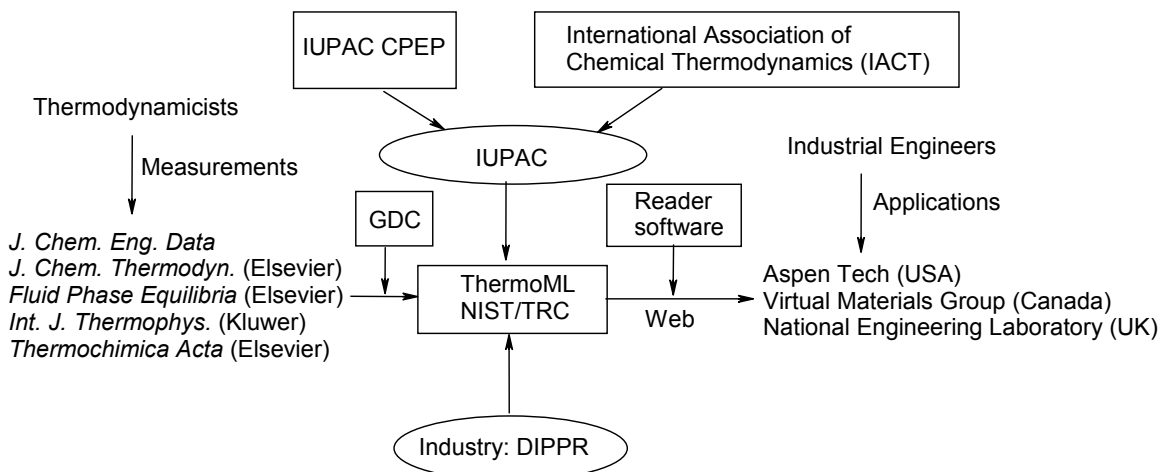 IUPAC CPEP
International Association of
Chemical Thermodynamics (IACT)
Thermodynamicists
Measurements
IUPAC
Industrial Engineers
Applications
GDC
Reader
software
J. Chem. Eng. Data
J. Chem. Thermodyn. (Elsevier)
Fluid Phase Equilibria (Elsevier)
Int. J. Thermophys. (Kluwer)
Thermochimica Acta (Elsevier)
ThermoML
NIST/TRC
Web
Aspen Tech (USA)
Virtual Materials Group (Canada)
National Engineering Laboratory (UK)
Industry: DIPPR